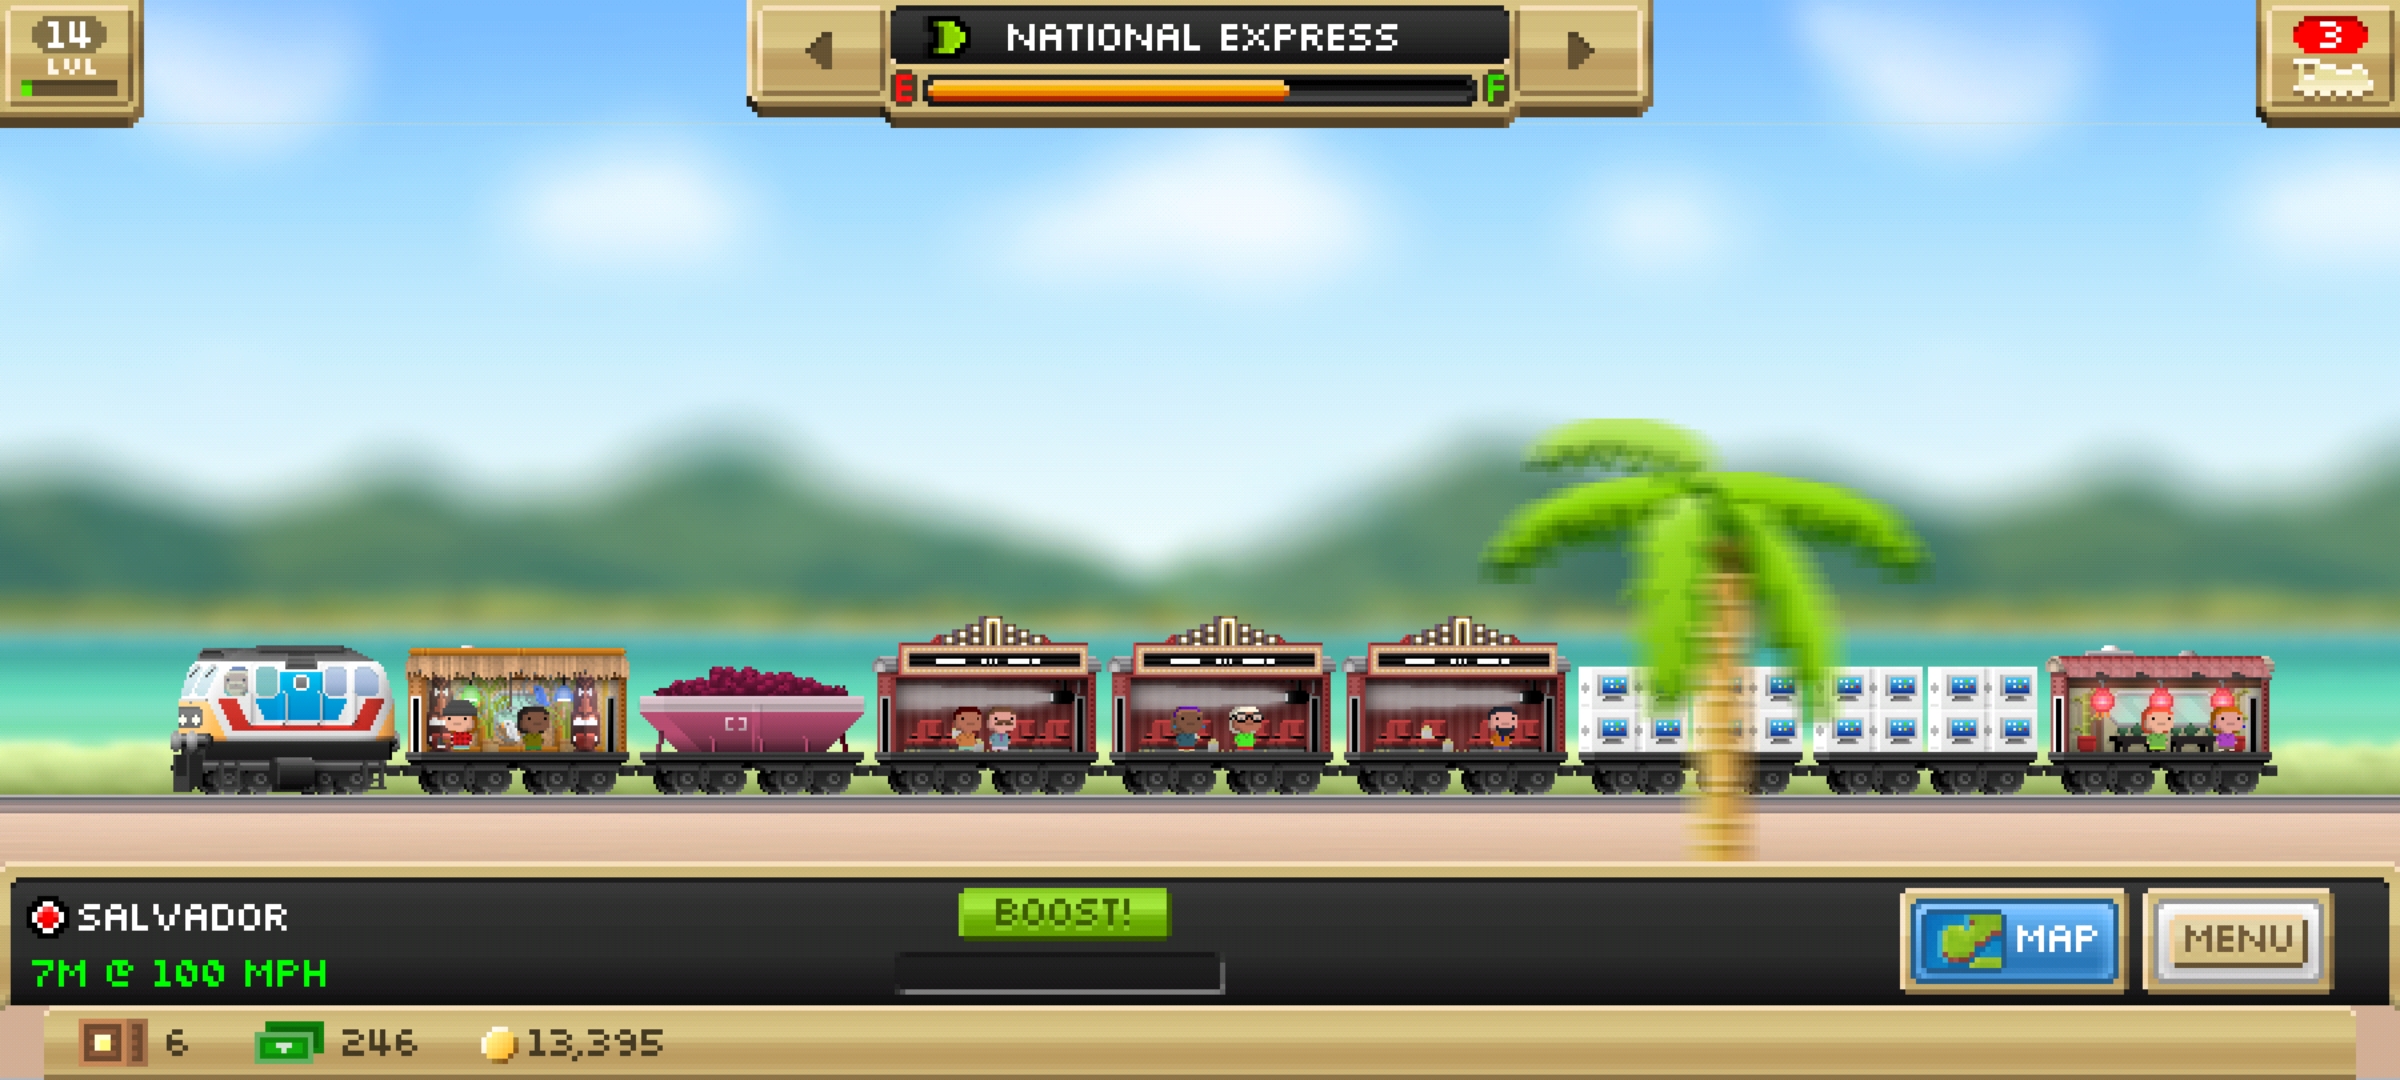 14
LVL
NATIONAL EXPRESS
E F
3
SALVADOR
7M @ 100 MPH
BOOST!
MAP
MENU
6
246
13,395